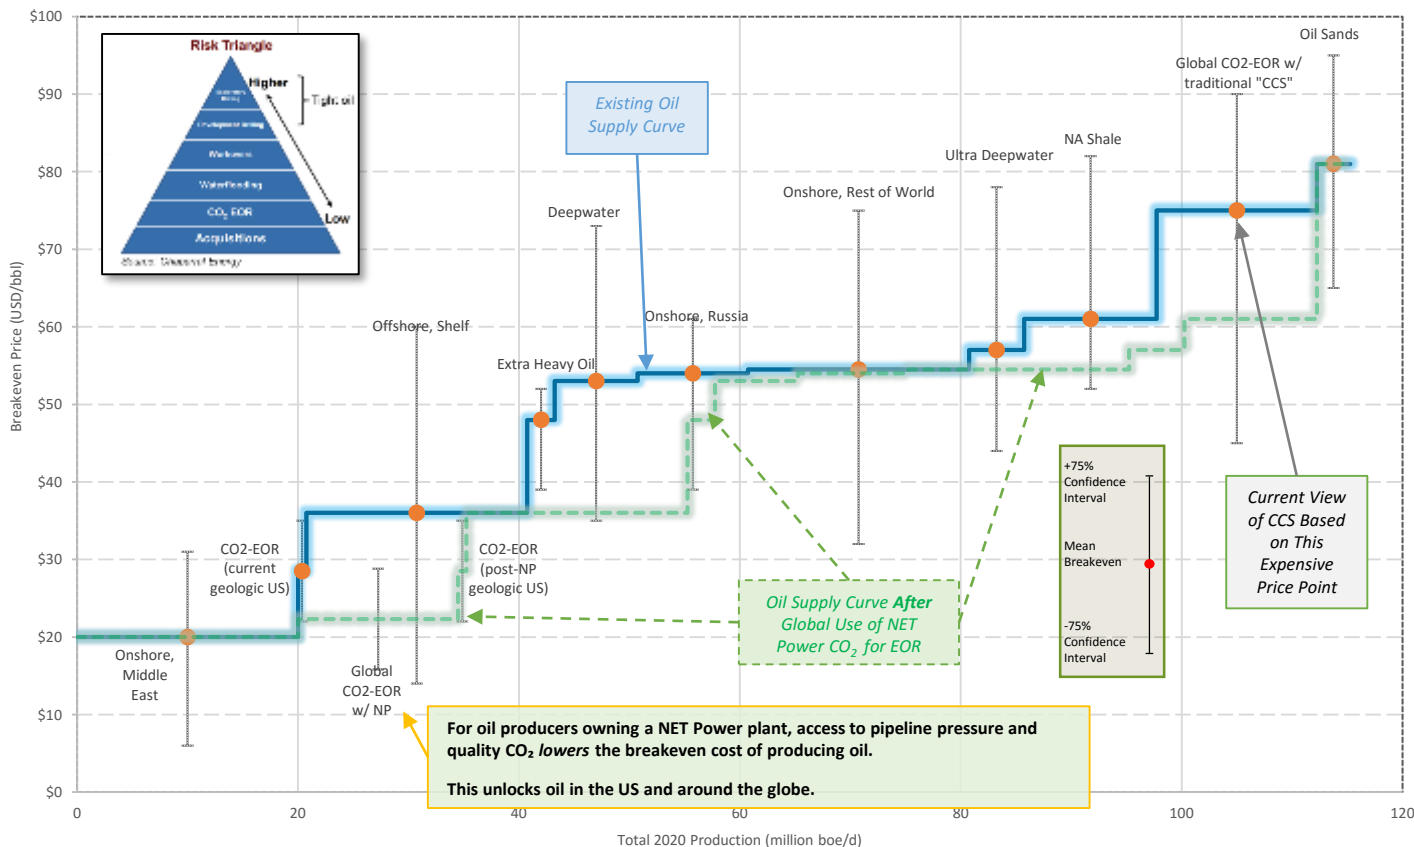 $100
$90
$80
$70
$60
$50
$40
$30
$20
$10
$0
Breakeven Price (USD/bbl)
Risk Triangle
Higher
Tight oil
Development Drilling
Workovers
Waterflooding
CO₂ EOR
Low
Acquisitions
Source: Chaparral Energy
Existing Oil
Supply Curve
Oil Sands
Global CO2-EOR w/
traditional "CCS"
NA Shale
Ultra Deepwater
Onshore, Rest of World
Deepwater
Onshore, Russia
Offshore, Shelf
Extra Heavy Oil
CO2-EOR
(current
geologic US)
CO2-EOR
(post-NP
geologic US)
Onshore,
Middle
East
Global
CO2-EOR
w/ NP
Oil Supply Curve After
Global Use of NET
Power CO₂ for EOR
+75%
Confidence
Interval
Mean
Breakeven
-75%
Confidence
Interval
Current View
of CCS Based
on This
Expensive
Price Point
For oil producers owning a NET Power plant, access to pipeline pressure and
quality CO₂ lowers the breakeven cost of producing oil.
This unlocks oil in the US and around the globe.
0
20
40
60
80
100
120
Total 2020 Production (million boe/d)